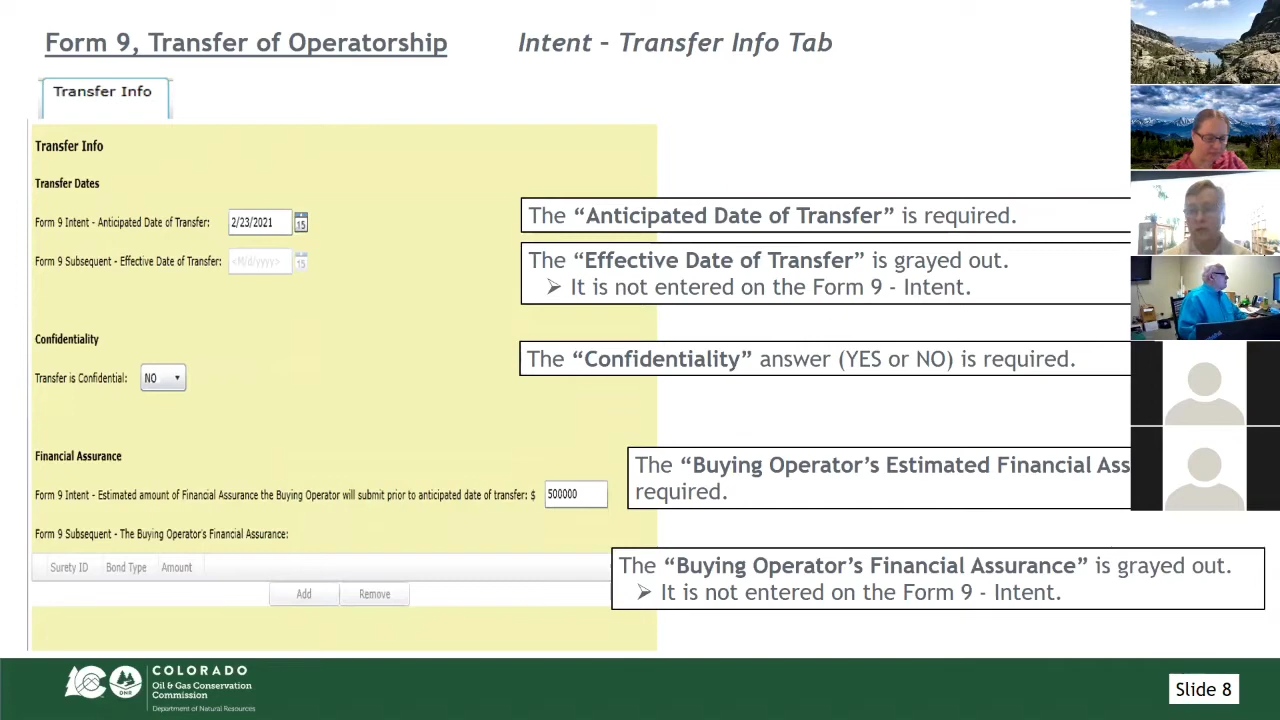 Form 9, Transfer of Operatorship
Intent – Transfer Info Tab
Transfer Info
Transfer Info
Transfer Dates
Form 9 Intent - Anticipated Date of Transfer: 2/23/2021 15
Form 9 Subsequent - Effective Date of Transfer: <M/d/yyyy> 15
The “Anticipated Date of Transfer” is required.
The “Effective Date of Transfer” is grayed out.
➢ It is not entered on the Form 9 - Intent.
Confidentiality
Transfer is Confidential: NO
The “Confidentiality” answer (YES or NO) is required.
Financial Assurance
Form 9 Intent - Estimated amount of Financial Assurance the Buying Operator will submit prior to anticipated date of transfer: $ 500000
The “Buying Operator’s Estimated Financial Ass
required.
Form 9 Subsequent - The Buying Operator's Financial Assurance:
Surety ID Bond Type Amount
Add Remove
The “Buying Operator’s Financial Assurance” is grayed out.
➢ It is not entered on the Form 9 - Intent.
COLORADO
Oil & Gas Conservation
Commission
Department of Natural Resources
DNR
Slide 8